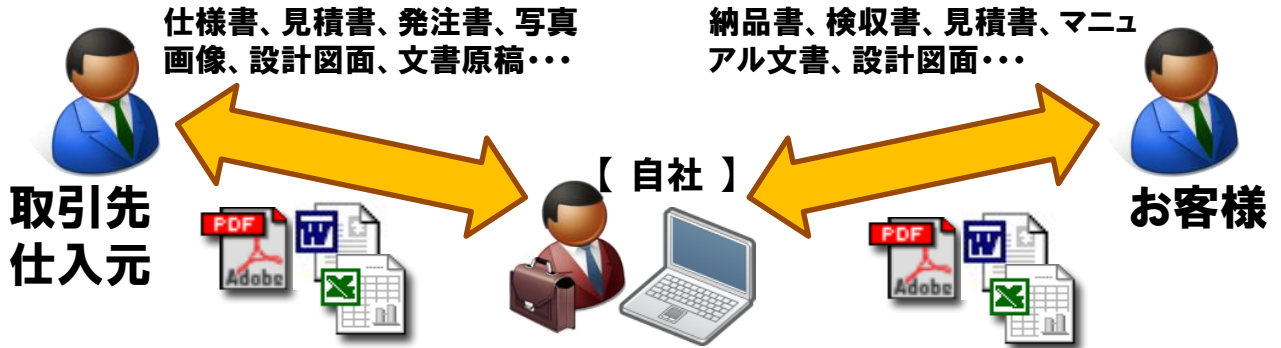 仕様書、見積書、発注書、写真
画像、設計図面、文書原稿・・・
納品書、検収書、見積書、マニュ
アル文書、設計図面・・・
【 自社 】
取引先
仕入元
お客様
PDF
Adobe
W
X
PDF
Adobe
W
X